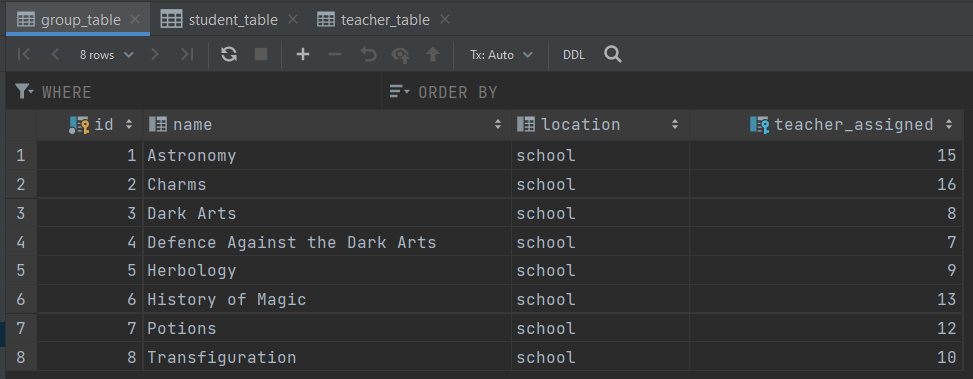 group_table student_table teacher_table
8 rows Tx: Auto DDL
WHERE ORDER BY
id name location teacher_assigned
1 1 Astronomy school 15
2 2 Charms school 16
3 3 Dark Arts school 8
4 4 Defence Against the Dark Arts school 7
5 5 Herbology school 9
6 6 History of Magic school 13
7 7 Potions school 12
8 8 Transfiguration school 10